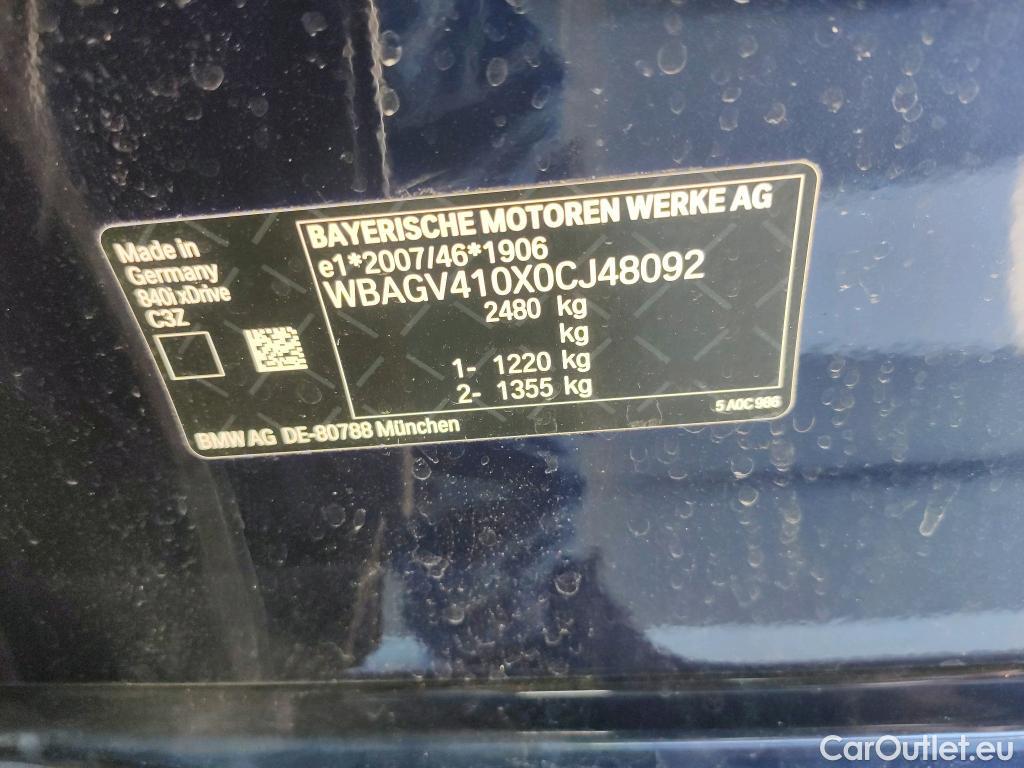 Made in
Germany
840i xDrive
C3Z
BAYERISCHE MOTOREN WERKE AG
e1*2007/46*1906
WBAGV410X0CJ48092
2480 kg
kg
1- 1220 kg
2- 1355 kg
5 A0C 986
BMW AG DE-80788 München
CarOutlet.eu